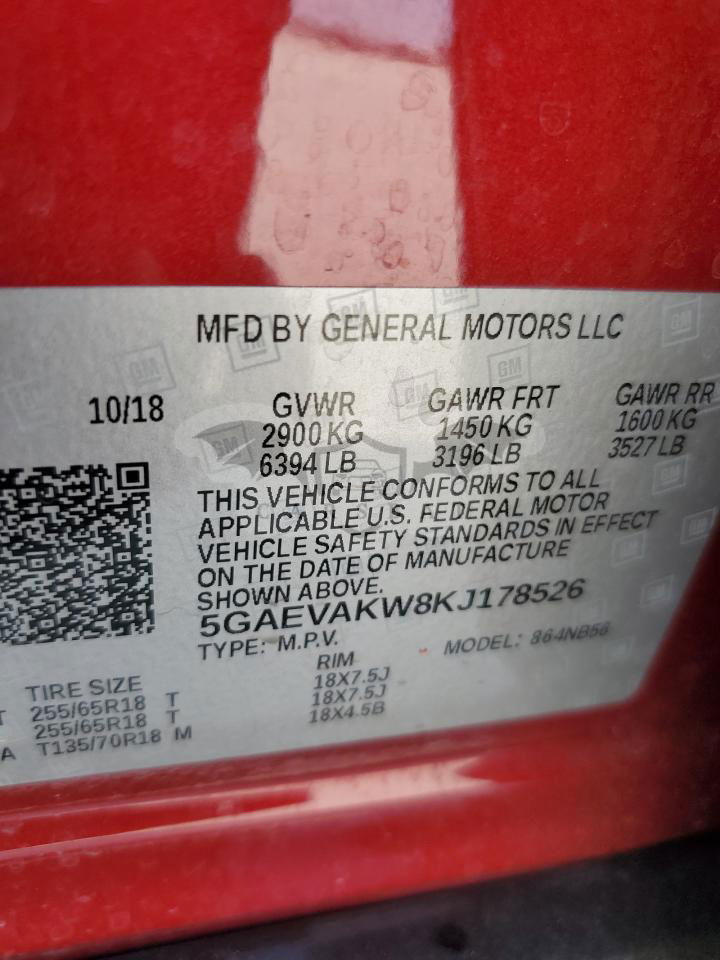 MFD BY GENERAL MOTORS LLC
10/18 GVWR GAWR FRT GAWR RR
2900 KG 1450 KG 1600 KG
6394 LB 3196 LB 3527 LB
THIS VEHICLE CONFORMS TO ALL
APPLICABLE U.S. FEDERAL MOTOR
VEHICLE SAFETY STANDARDS IN EFFECT
ON THE DATE OF MANUFACTURE
SHOWN ABOVE.
5GAEVAKW8KJ178526
TYPE: M.P.V. MODEL: 864NB56
TIRE SIZE RIM
T 255/65R18 T 18X7.5J
255/65R18 T 18X7.5J
A T135/70R18 M 18X4.5B